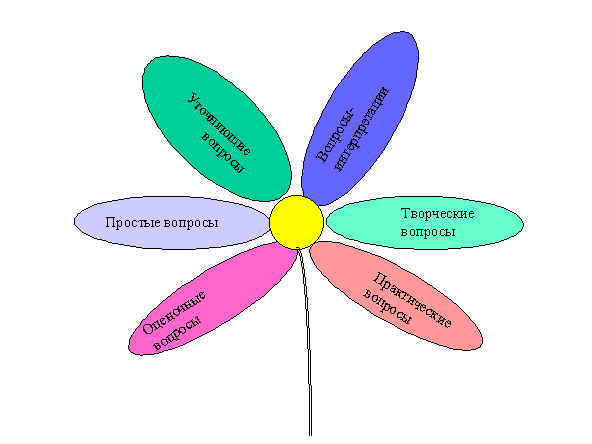 Уточняющие
вопросы
Вопросы-
интерпретации
Простые вопросы
Творческие
вопросы
Оценочные
вопросы
Практические
вопросы